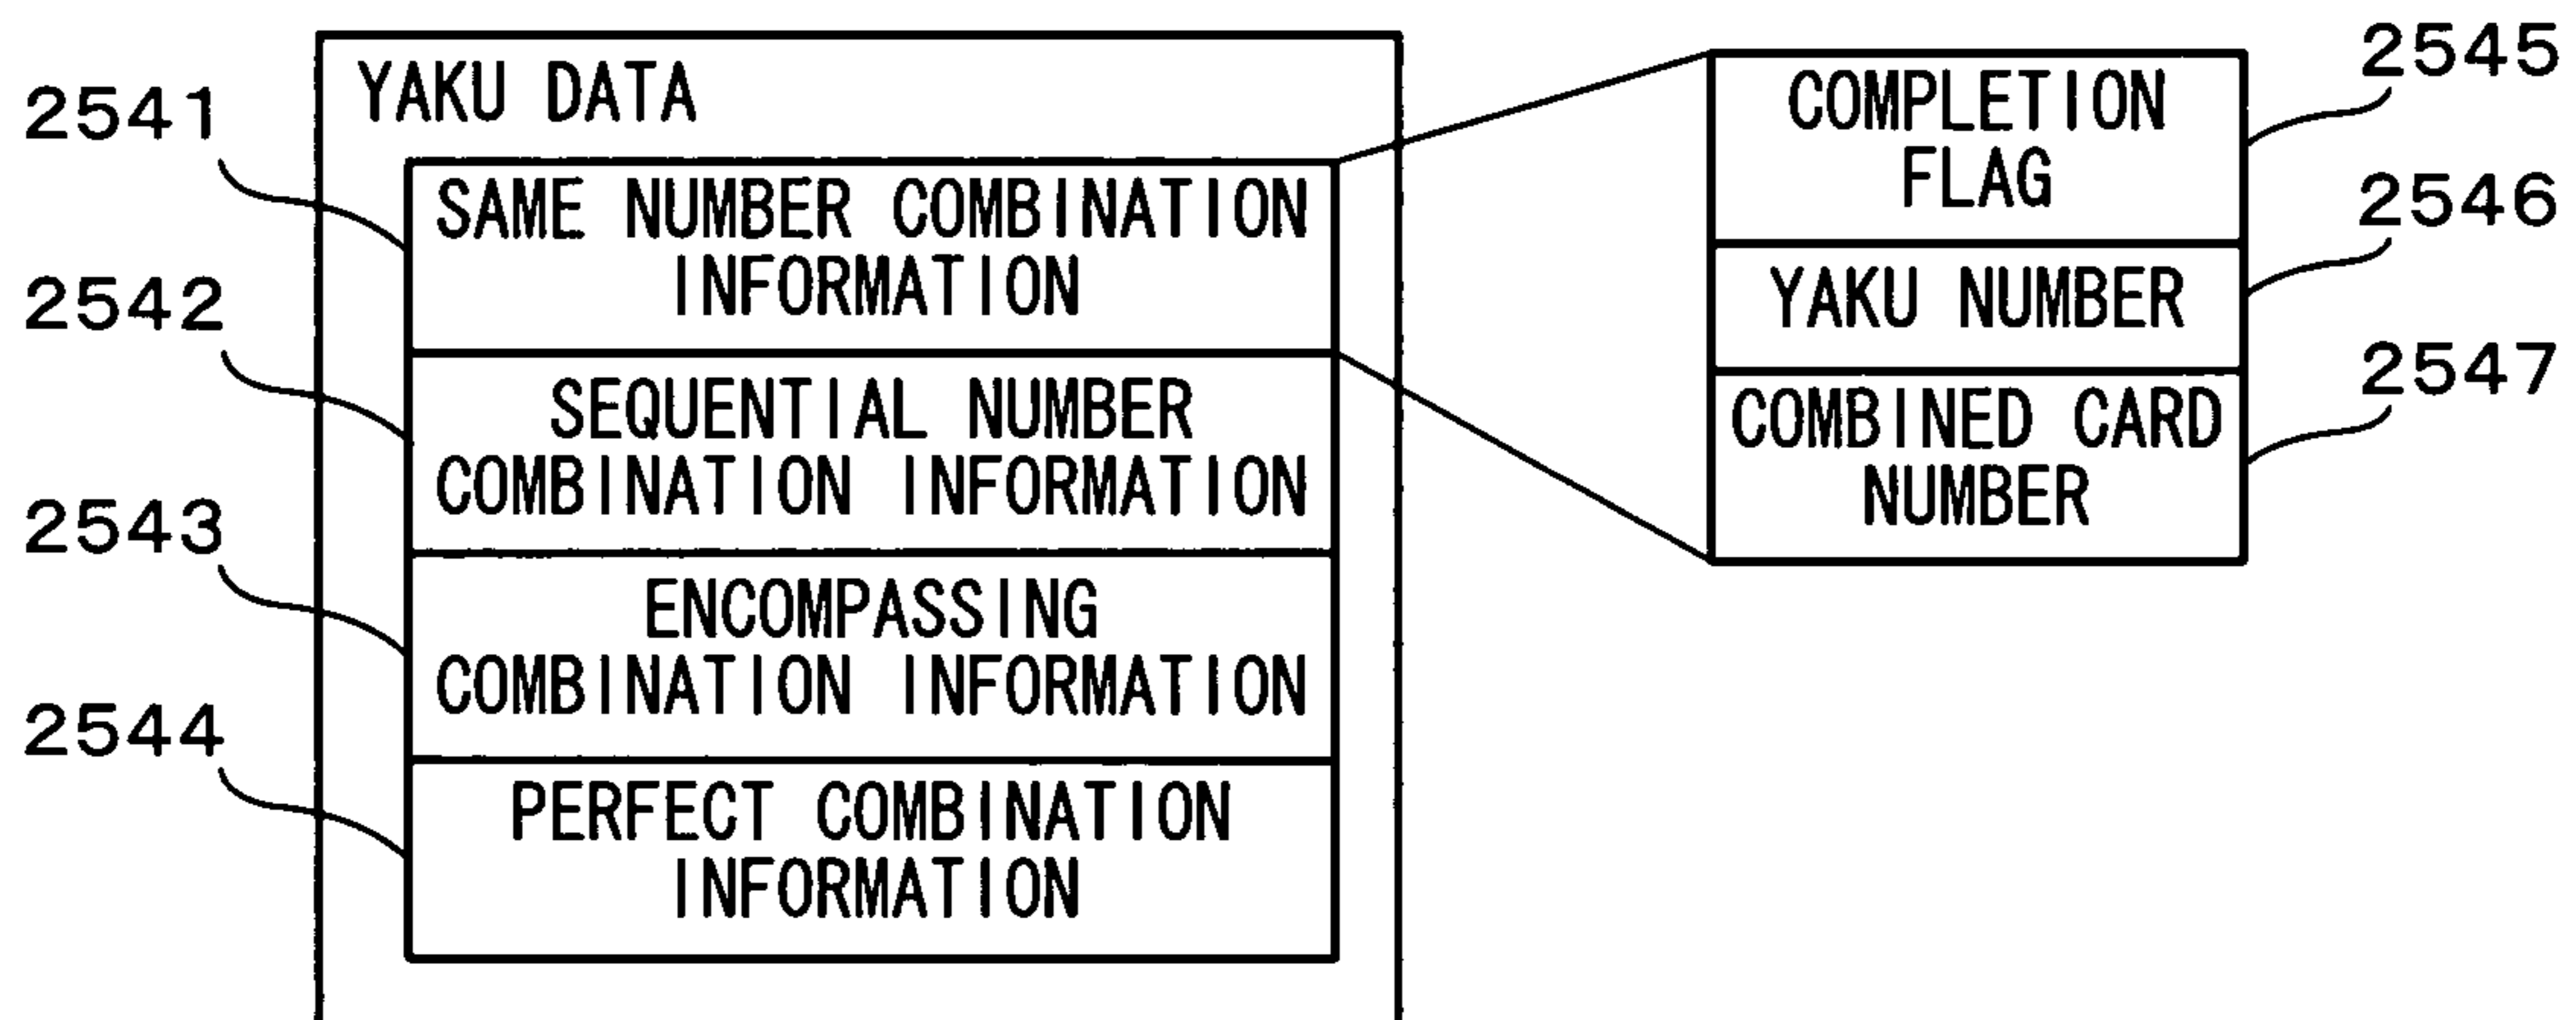 YAKU DATA
2541
SAME NUMBER COMBINATION
INFORMATION
2542
SEQUENTIAL NUMBER
COMBINATION INFORMATION
2543
ENCOMPASSING
COMBINATION INFORMATION
2544
PERFECT COMBINATION
INFORMATION
2545
COMPLETION
FLAG
2546
YAKU NUMBER
2547
COMBINED CARD
NUMBER